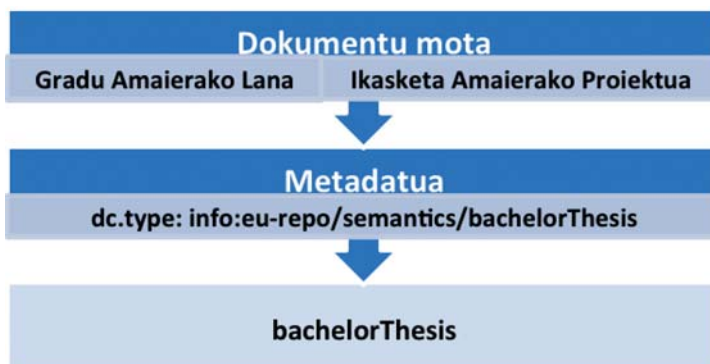 Dokumentu mota
Gradu Amaierako Lana
Ikasketa Amaierako Proiektua
Metadatua
dc.type: info:eu-repo/semantics/bachelorThesis
bachelorThesis